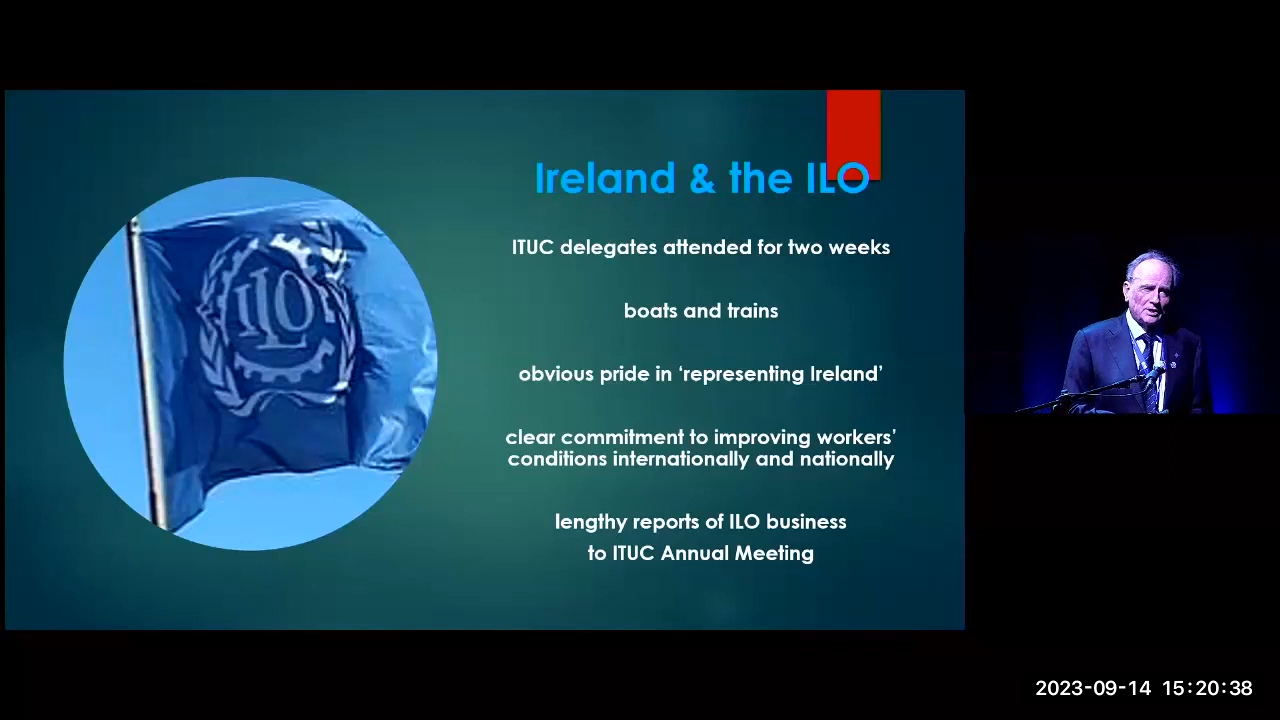 Ireland & the ILO
ITUC delegates attended for two weeks
boats and trains
obvious pride in ‘representing Ireland’
clear commitment to improving workers’
conditions internationally and nationally
lengthy reports of ILO business
to ITUC Annual Meeting
ILO
2023-09-14 15:20:38